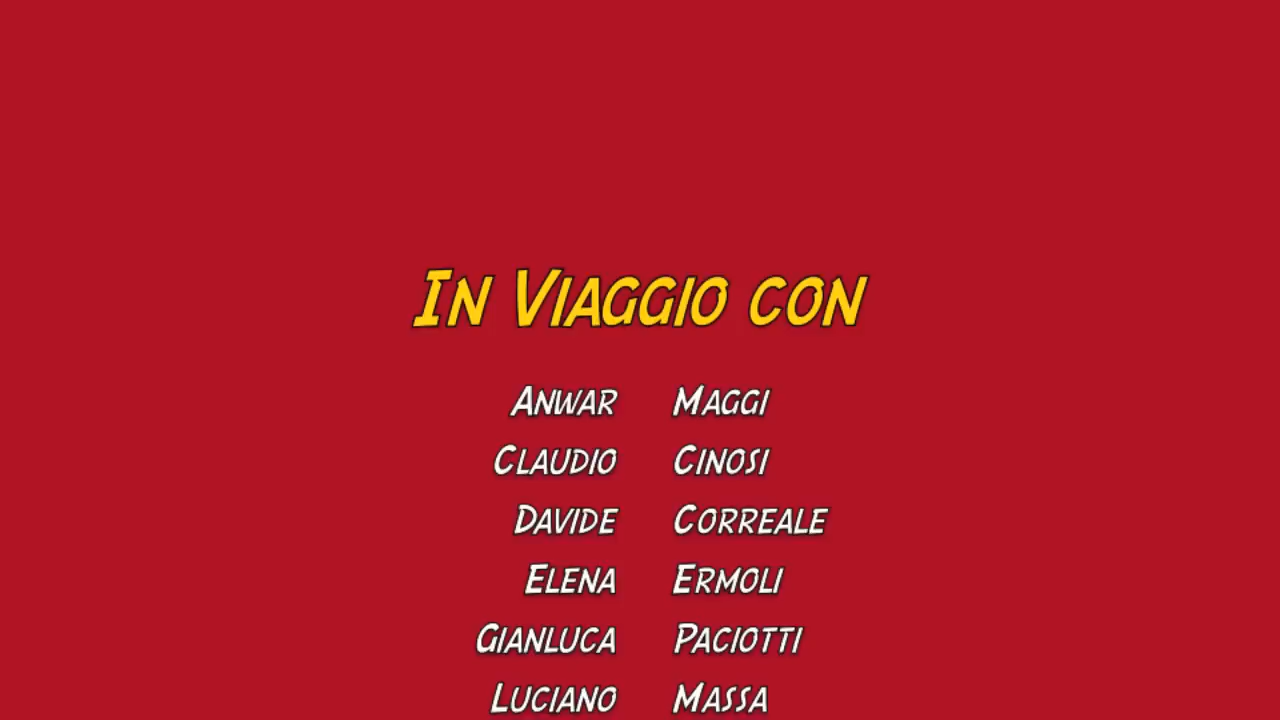 In Viaggio con
Anwar Maggi
Claudio Cinosi
Davide Correale
Elena Ermoli
Gianluca Paciotti
Luciano Massa